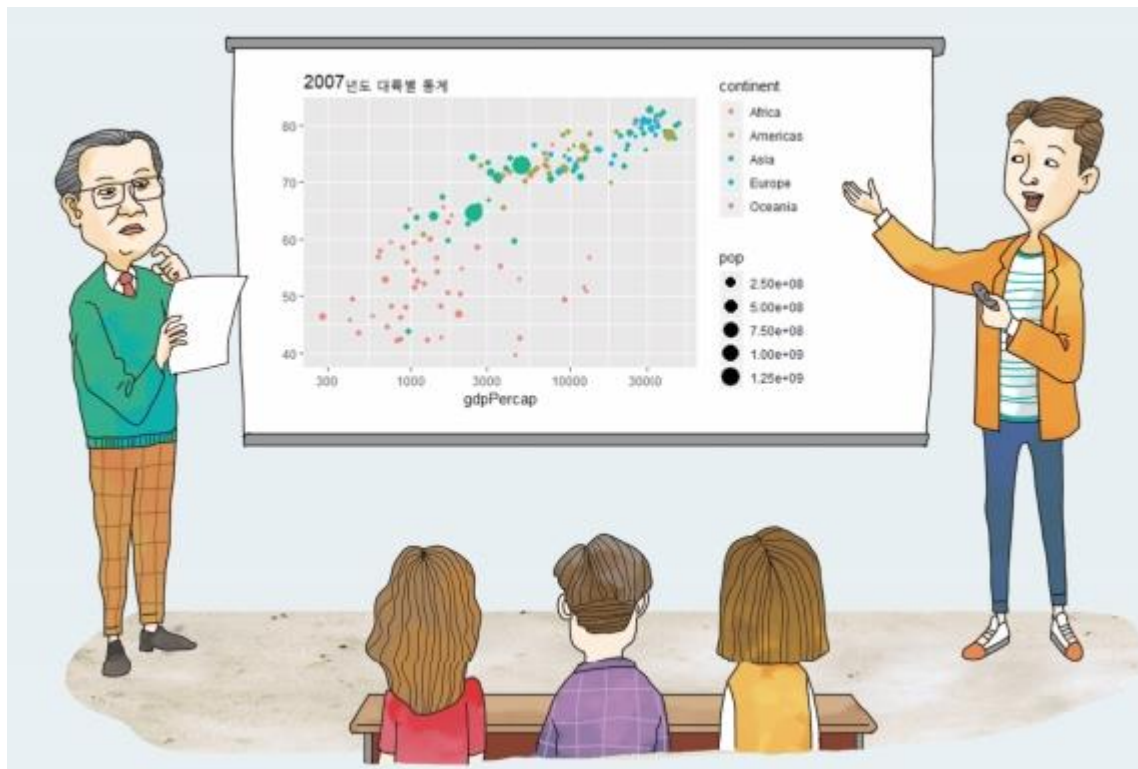 2007년도 대륙별 통계
80
70
60
50
40
300 1000 3000 10000 30000
gdpPercap
continent
Africa
Americas
Asia
Europe
Oceania
pop
2.50e+08
5.00e+08
7.50e+08
1.00e+09
1.25e+09